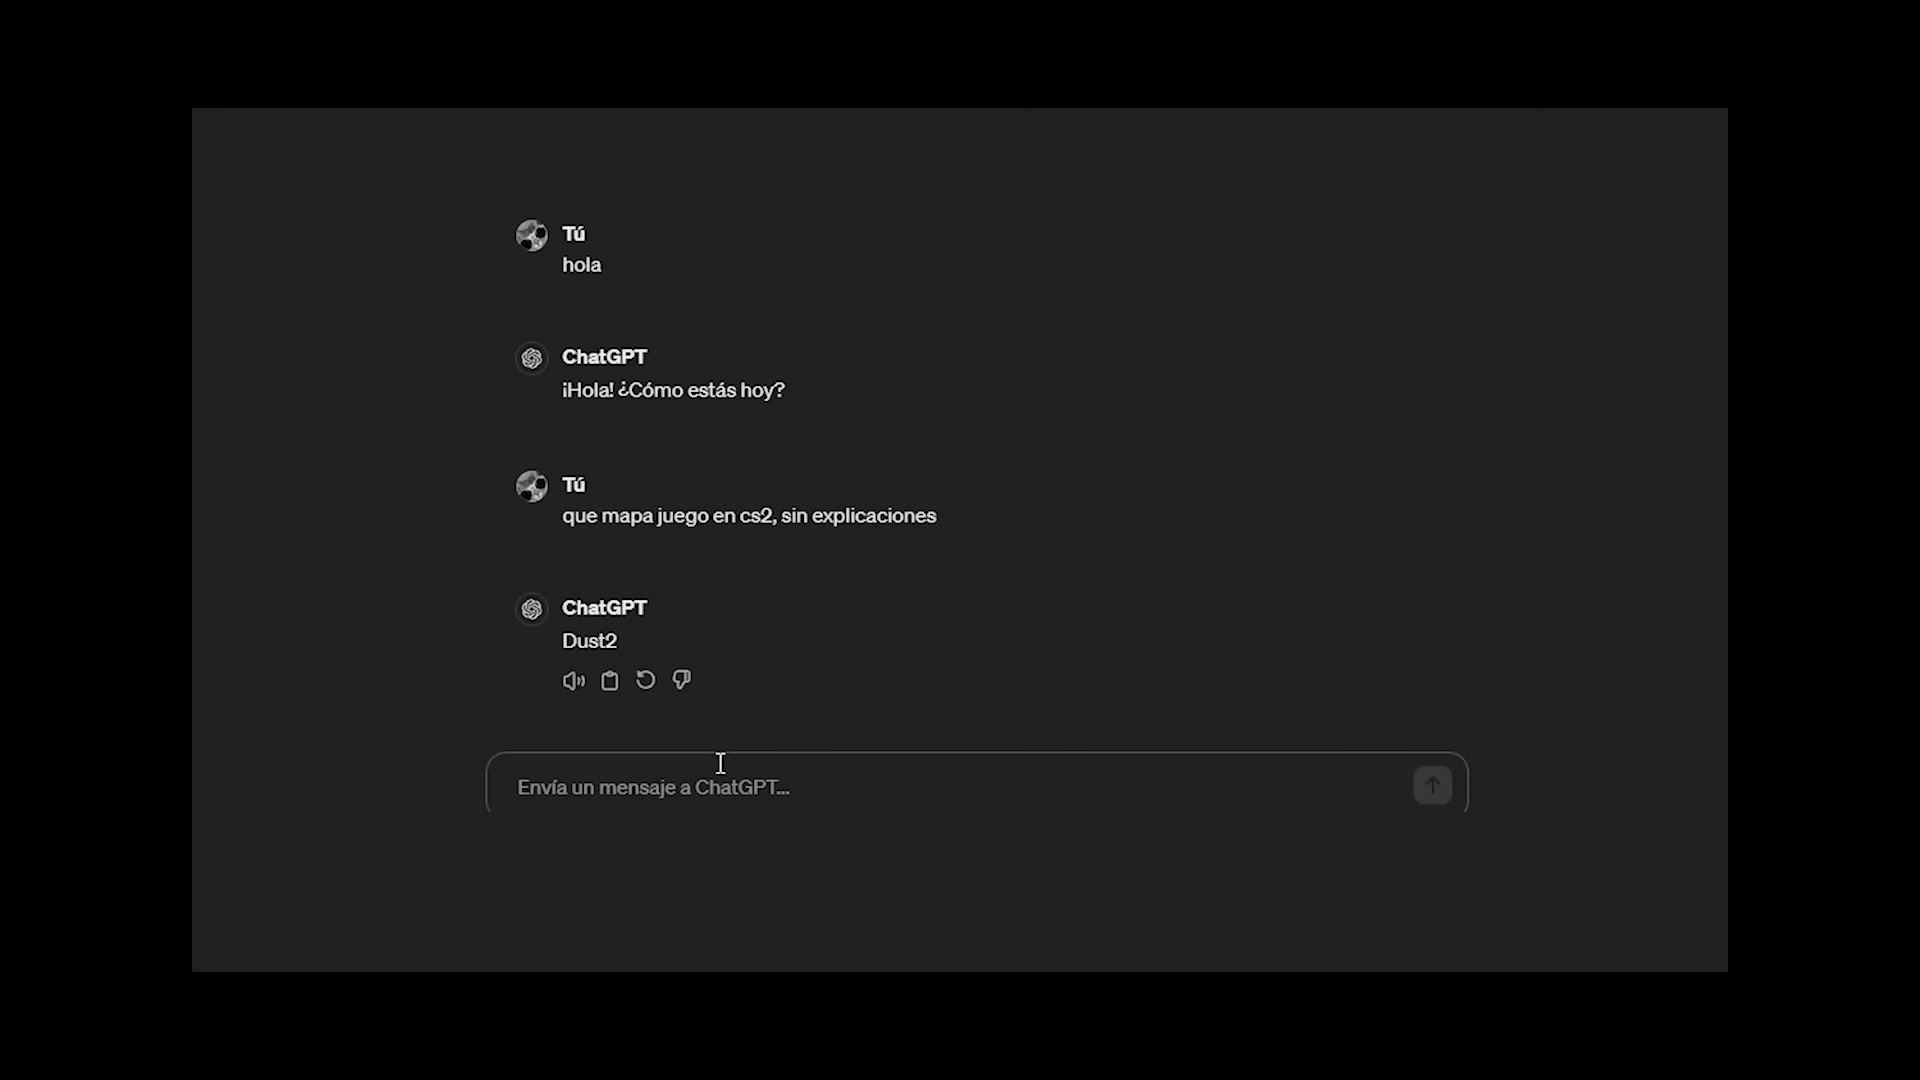 Tú
hola
ChatGPT
¡Hola! ¿Cómo estás hoy?
Tú
que mapa juego en cs2, sin explicaciones
ChatGPT
Dust2
Envía un mensaje a ChatGPT...